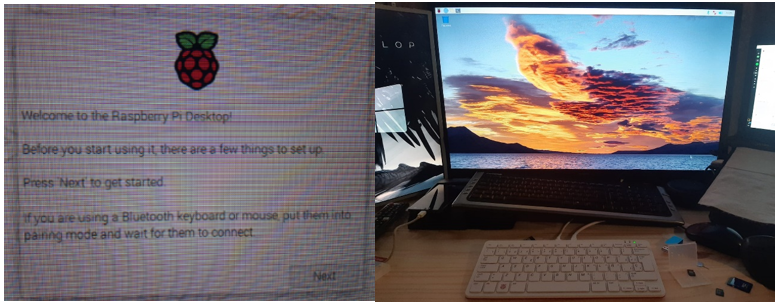 Welcome to the Raspberry Pi Desktop!
Before you start using it, there are a few things to set up.
Press 'Next' to get started.
If you are using a Bluetooth keyboard or mouse, put them into
pairing mode and wait for them to connect.
Next
LOP